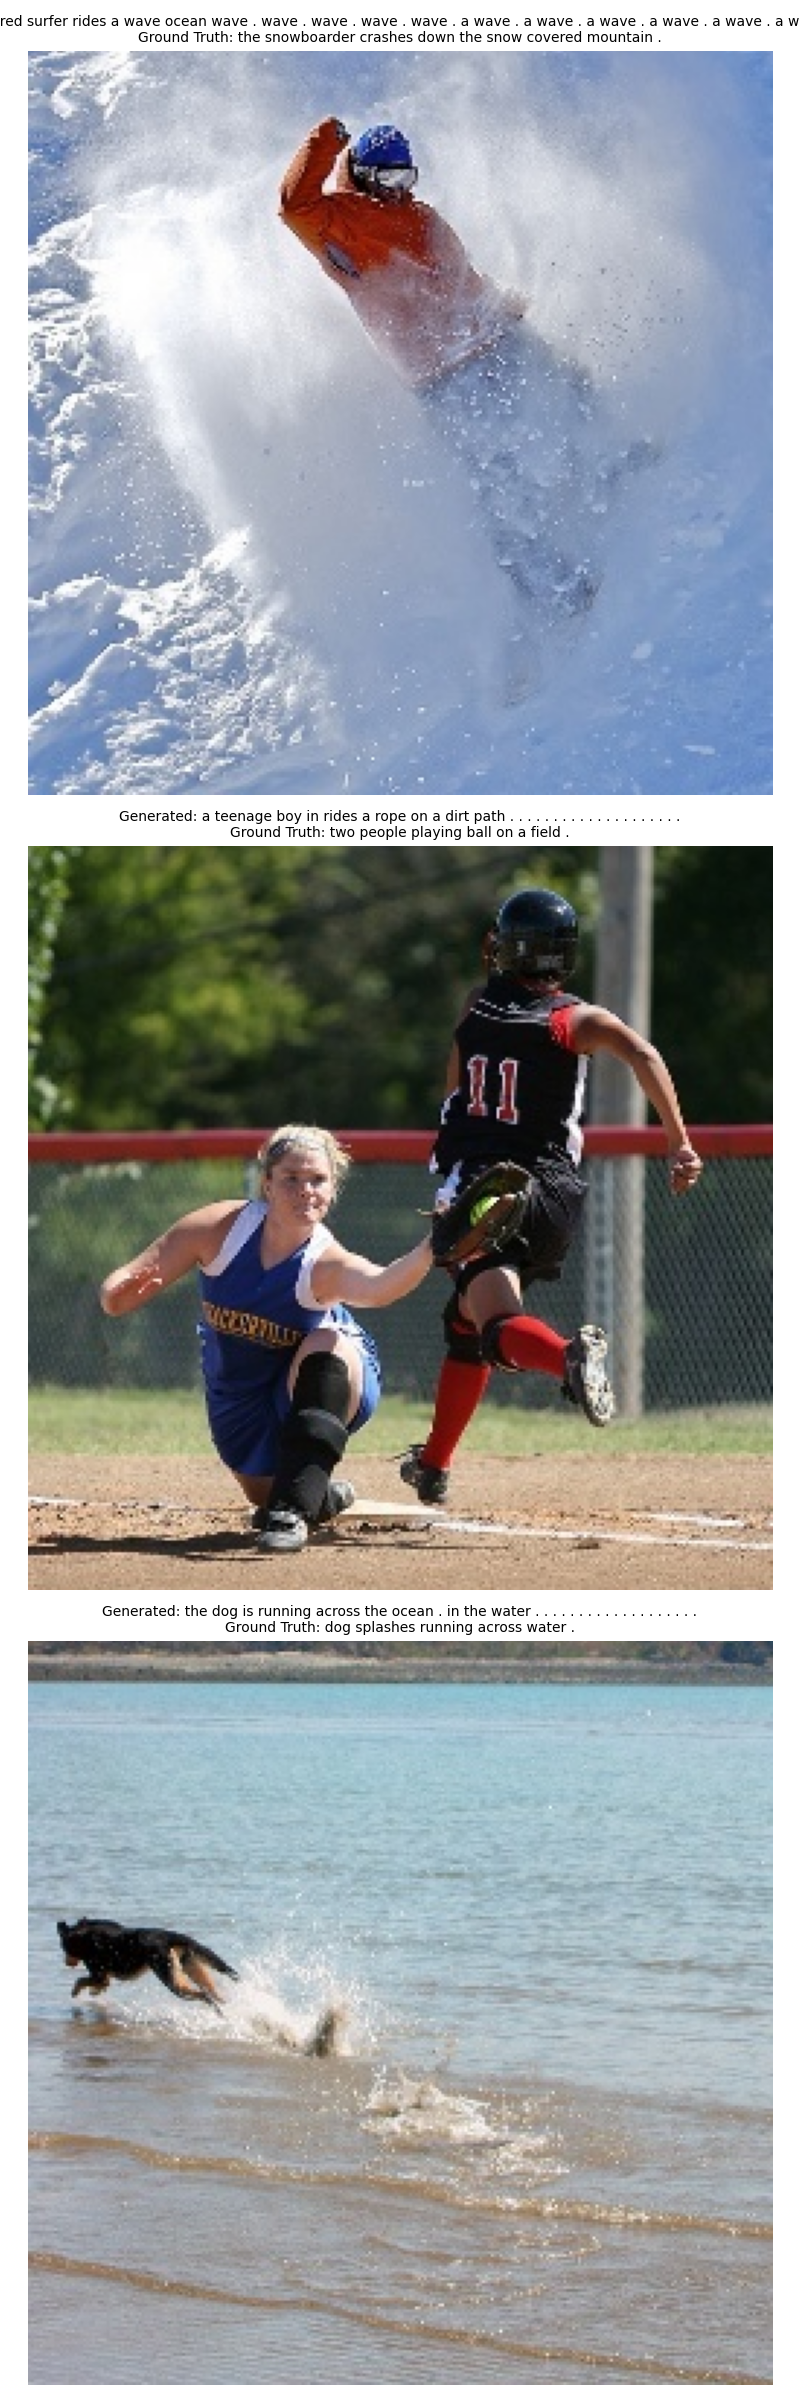 red surfer rides a wave ocean wave . wave . wave . wave . wave . a wave . a wave . a wave . a wave . a wave . a w
Ground Truth: the snowboarder crashes down the snow covered mountain .
Generated: a teenage boy in rides a rope on a dirt path . . . . . . . . . . . . . . . . . . . .
Ground Truth: two people playing ball on a field .
11
Generated: the dog is running across the ocean . in the water . . . . . . . . . . . . . . . . . . .
Ground Truth: dog splashes running across water .